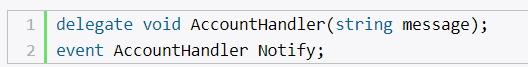 1 delegate void AccountHandler(string message);
2 event AccountHandler Notify;